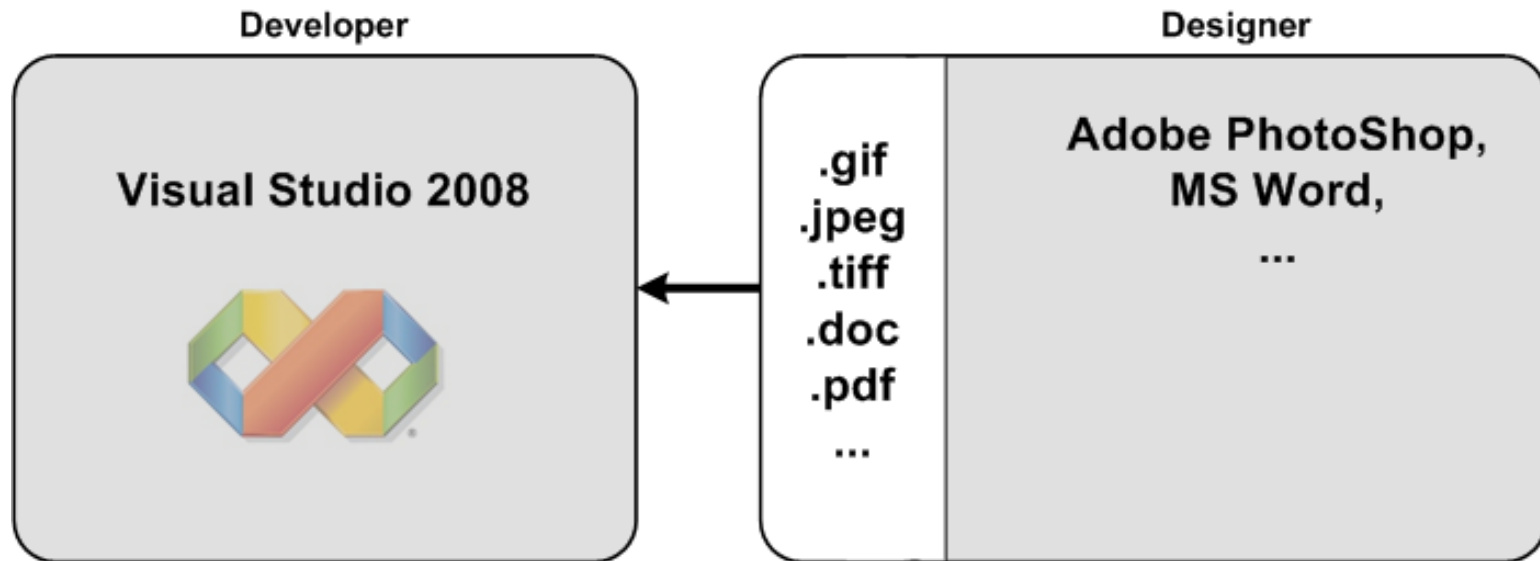 Developer
Visual Studio 2008
®
Designer
.gif
.jpeg
.tiff
.doc
.pdf
...
Adobe PhotoShop,
MS Word,
...